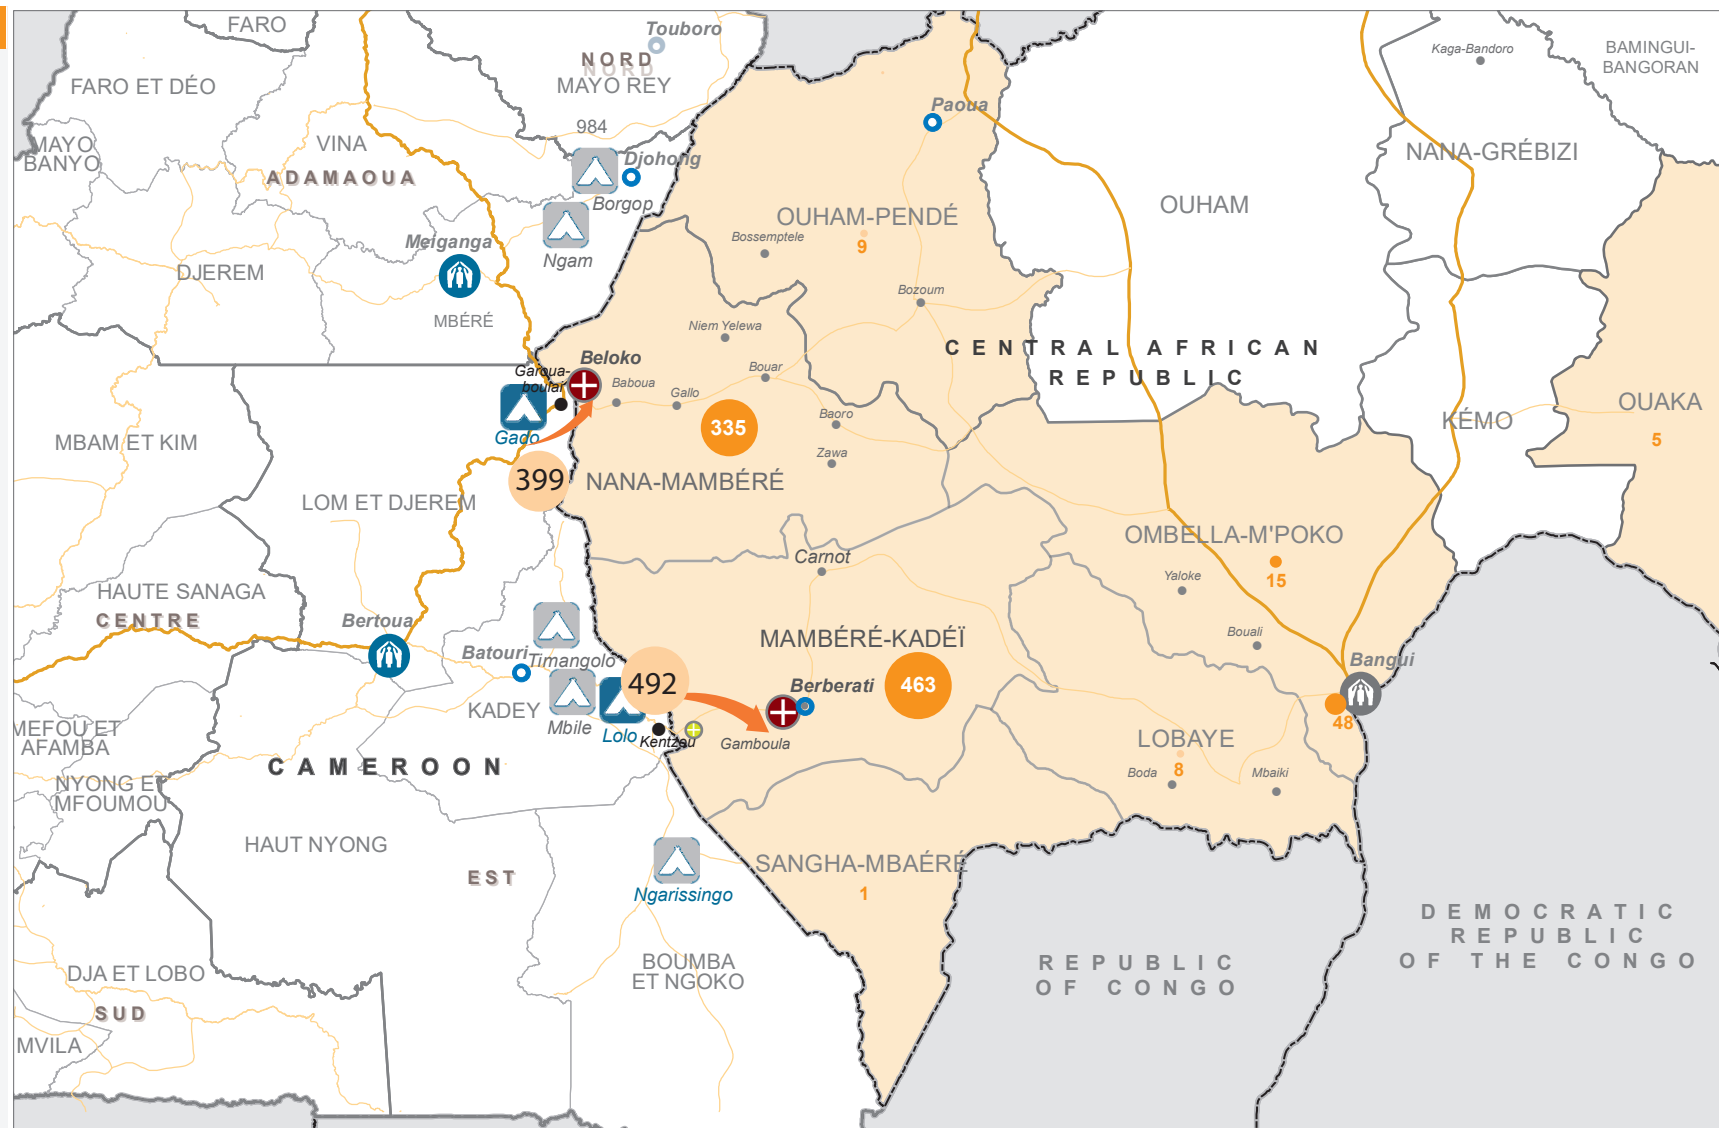 FARO
Touboro
NORD
NORD
MAYO REY
Kaga-Bandoro
BAMINGUI-
BANGORAN
FARO ET DÉO
Paoua
984
MAYO
BANYO
VINA
ADAMAOUA
Djohong
Borgop
NANA-GRÉBIZI
OUHAM
OUHAM-PENDÉ
9
Bossemptele
Meiganga
Ngam
DJEREM
MBÉRÉ
Bozoum
Niem Yelewa
CENTRAL AFRICAN
REPUBLIC
Beloko
Garoua-
boulai
Baboua
Bouar
Gallo
Baoro
Zawa
335
Gado
399
NANA-MAMBÉRÉ
KÉMO
OUAKA
5
MBAM ET KIM
LOM ET DJEREM
OMBELLA-M'POKO
15
Yaloke
Carnot
HAUTE SANAGA
CENTRE
Bertoua
Batouri
Timangolo
MAMBÉRÉ-KADÉÏ
Bouali
Bangui
48
492
Berberati
463
KADEY
Mbile
Lolo
Kentzou
Gamboula
LOBAYE
8
Boda
Mbaiki
MEFOU ET
AFAMBA
CAMEROON
NYONG ET
MFOUMOU
HAUT NYONG
EST
SANGHA-MBAÉRÉ
1
Ngarissingo
DEMOCRATIC
REPUBLIC
OF THE CONGO
REPUBLIC
OF CONGO
BOUMBA
ET NGOKO
DJA ET LOBO
SUD
MVILA